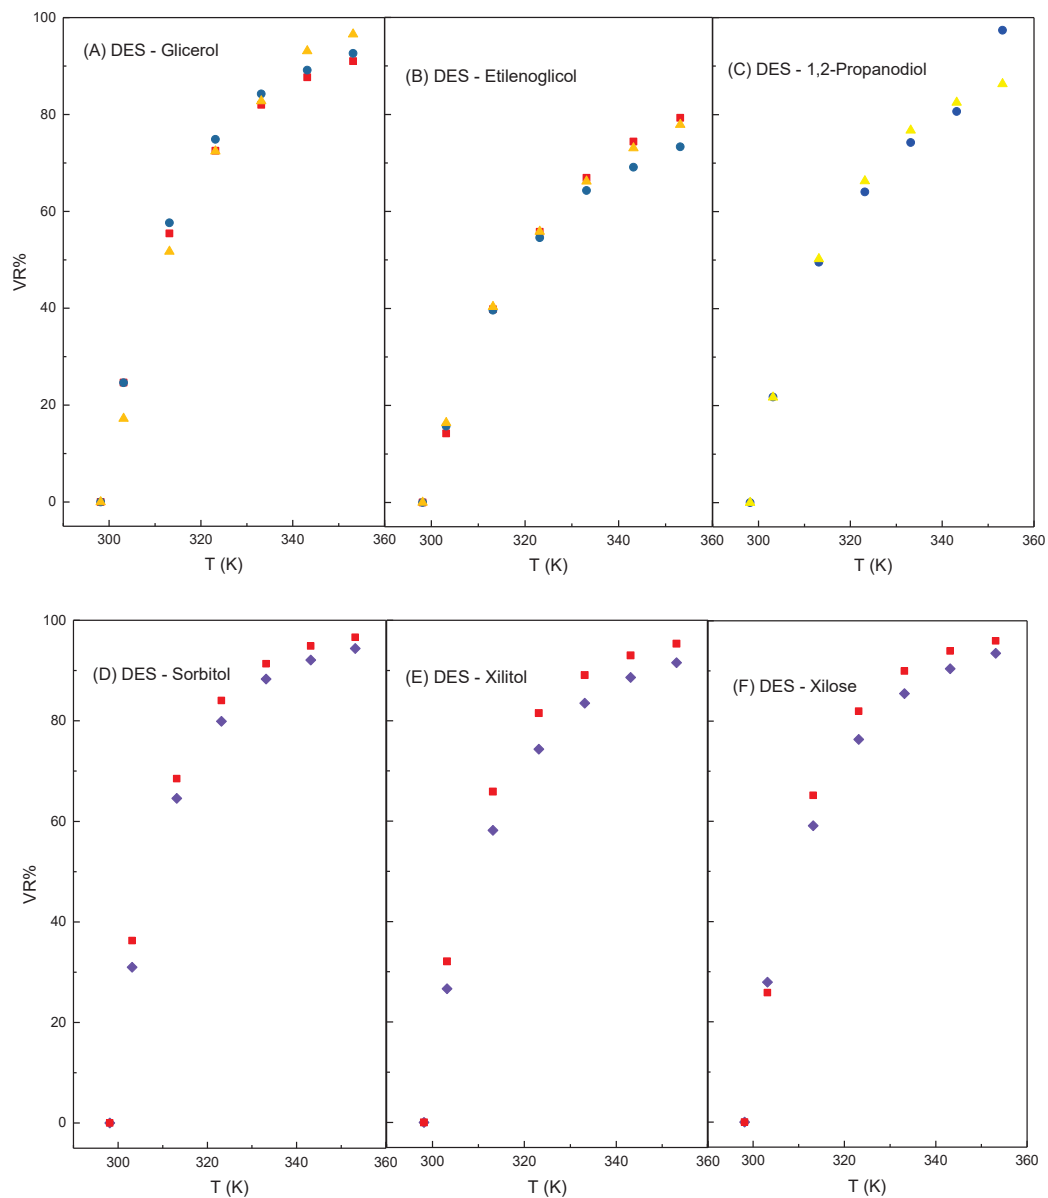 100
80
60
40
20
0
VR%
(A) DES - Glicerol
(B) DES - Etilenoglicol
(C) DES - 1,2-Propanodiol
300 320 340 360 300 320 340 360 300 320 340 360
T (K) T (K) T (K)
100
80
60
40
20
0
VR%
(D) DES - Sorbitol
(E) DES - Xilitol
(F) DES - Xilose
300 320 340 360 300 320 340 360 300 320 340 360
T (K) T (K) T (K)